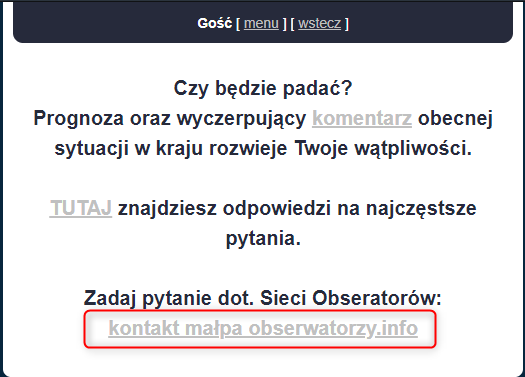 Gość [ menu ] [ wstecz ]
Czy będzie padać?
Prognoza oraz wyczerpujący komentarz obecnej
sytuacji w kraju rozwieje Twoje wątpliwości.
TUTAJ znajdziesz odpowiedzi na najczęstsze
pytania.
Zadaj pytanie dot. Sieci Obseratorów:
kontakt małpa obserwatorzy.info